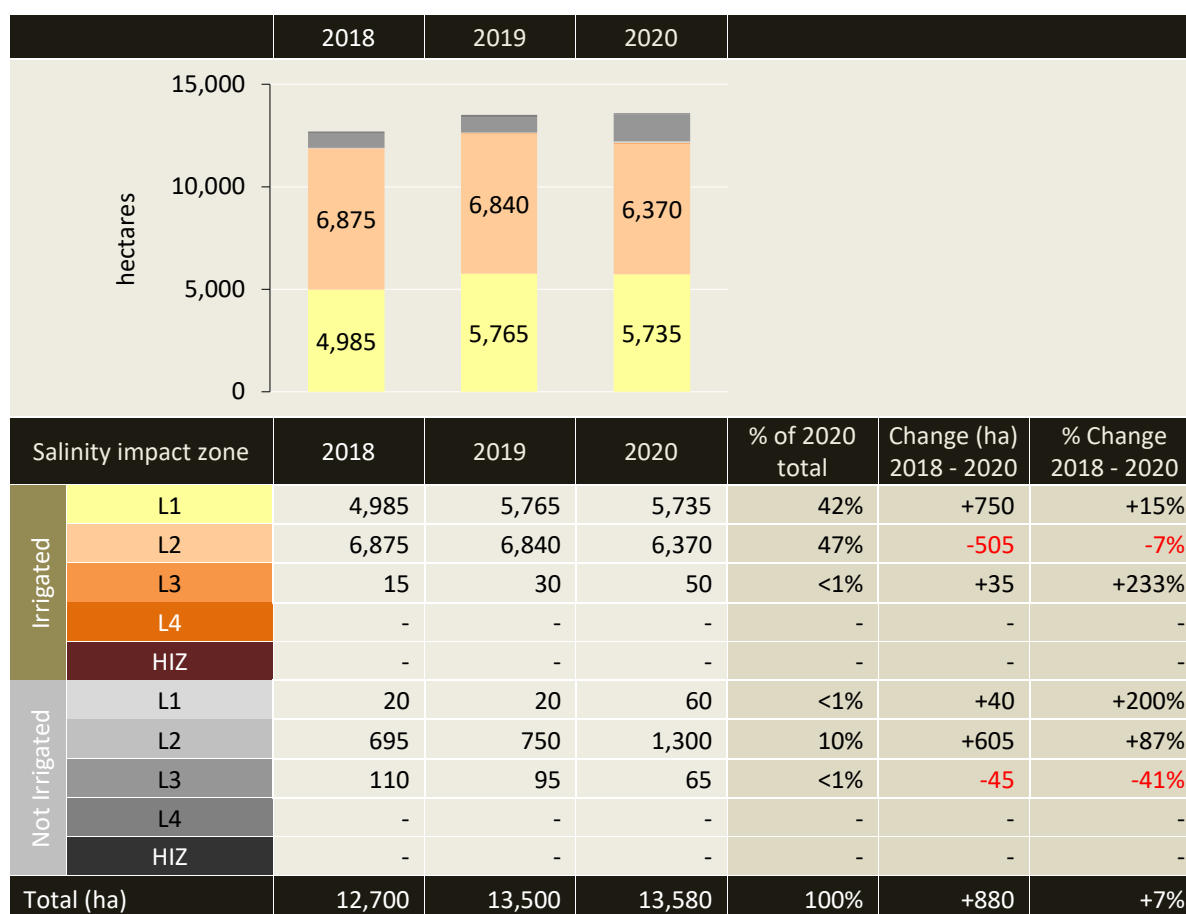 2018 2019 2020
15,000
10,000
5,000
0
hectares
6,875 6,840 6,370
4,985 5,765 5,735
Salinity impact zone 2018 2019 2020 % of 2020 total Change (ha) 2018 - 2020 % Change 2018 - 2020
Irrigated
L1 4,985 5,765 5,735 42% +750 +15%
L2 6,875 6,840 6,370 47% -505 -7%
L3 15 30 50 <1% +35 +233%
L4 - - - - - -
HIZ - - - - - -
Not Irrigated
L1 20 20 60 <1% +40 +200%
L2 695 750 1,300 10% +605 +87%
L3 110 95 65 <1% -45 -41%
L4 - - - - - -
HIZ - - - - - -
Total (ha) 12,700 13,500 13,580 100% +880 +7%